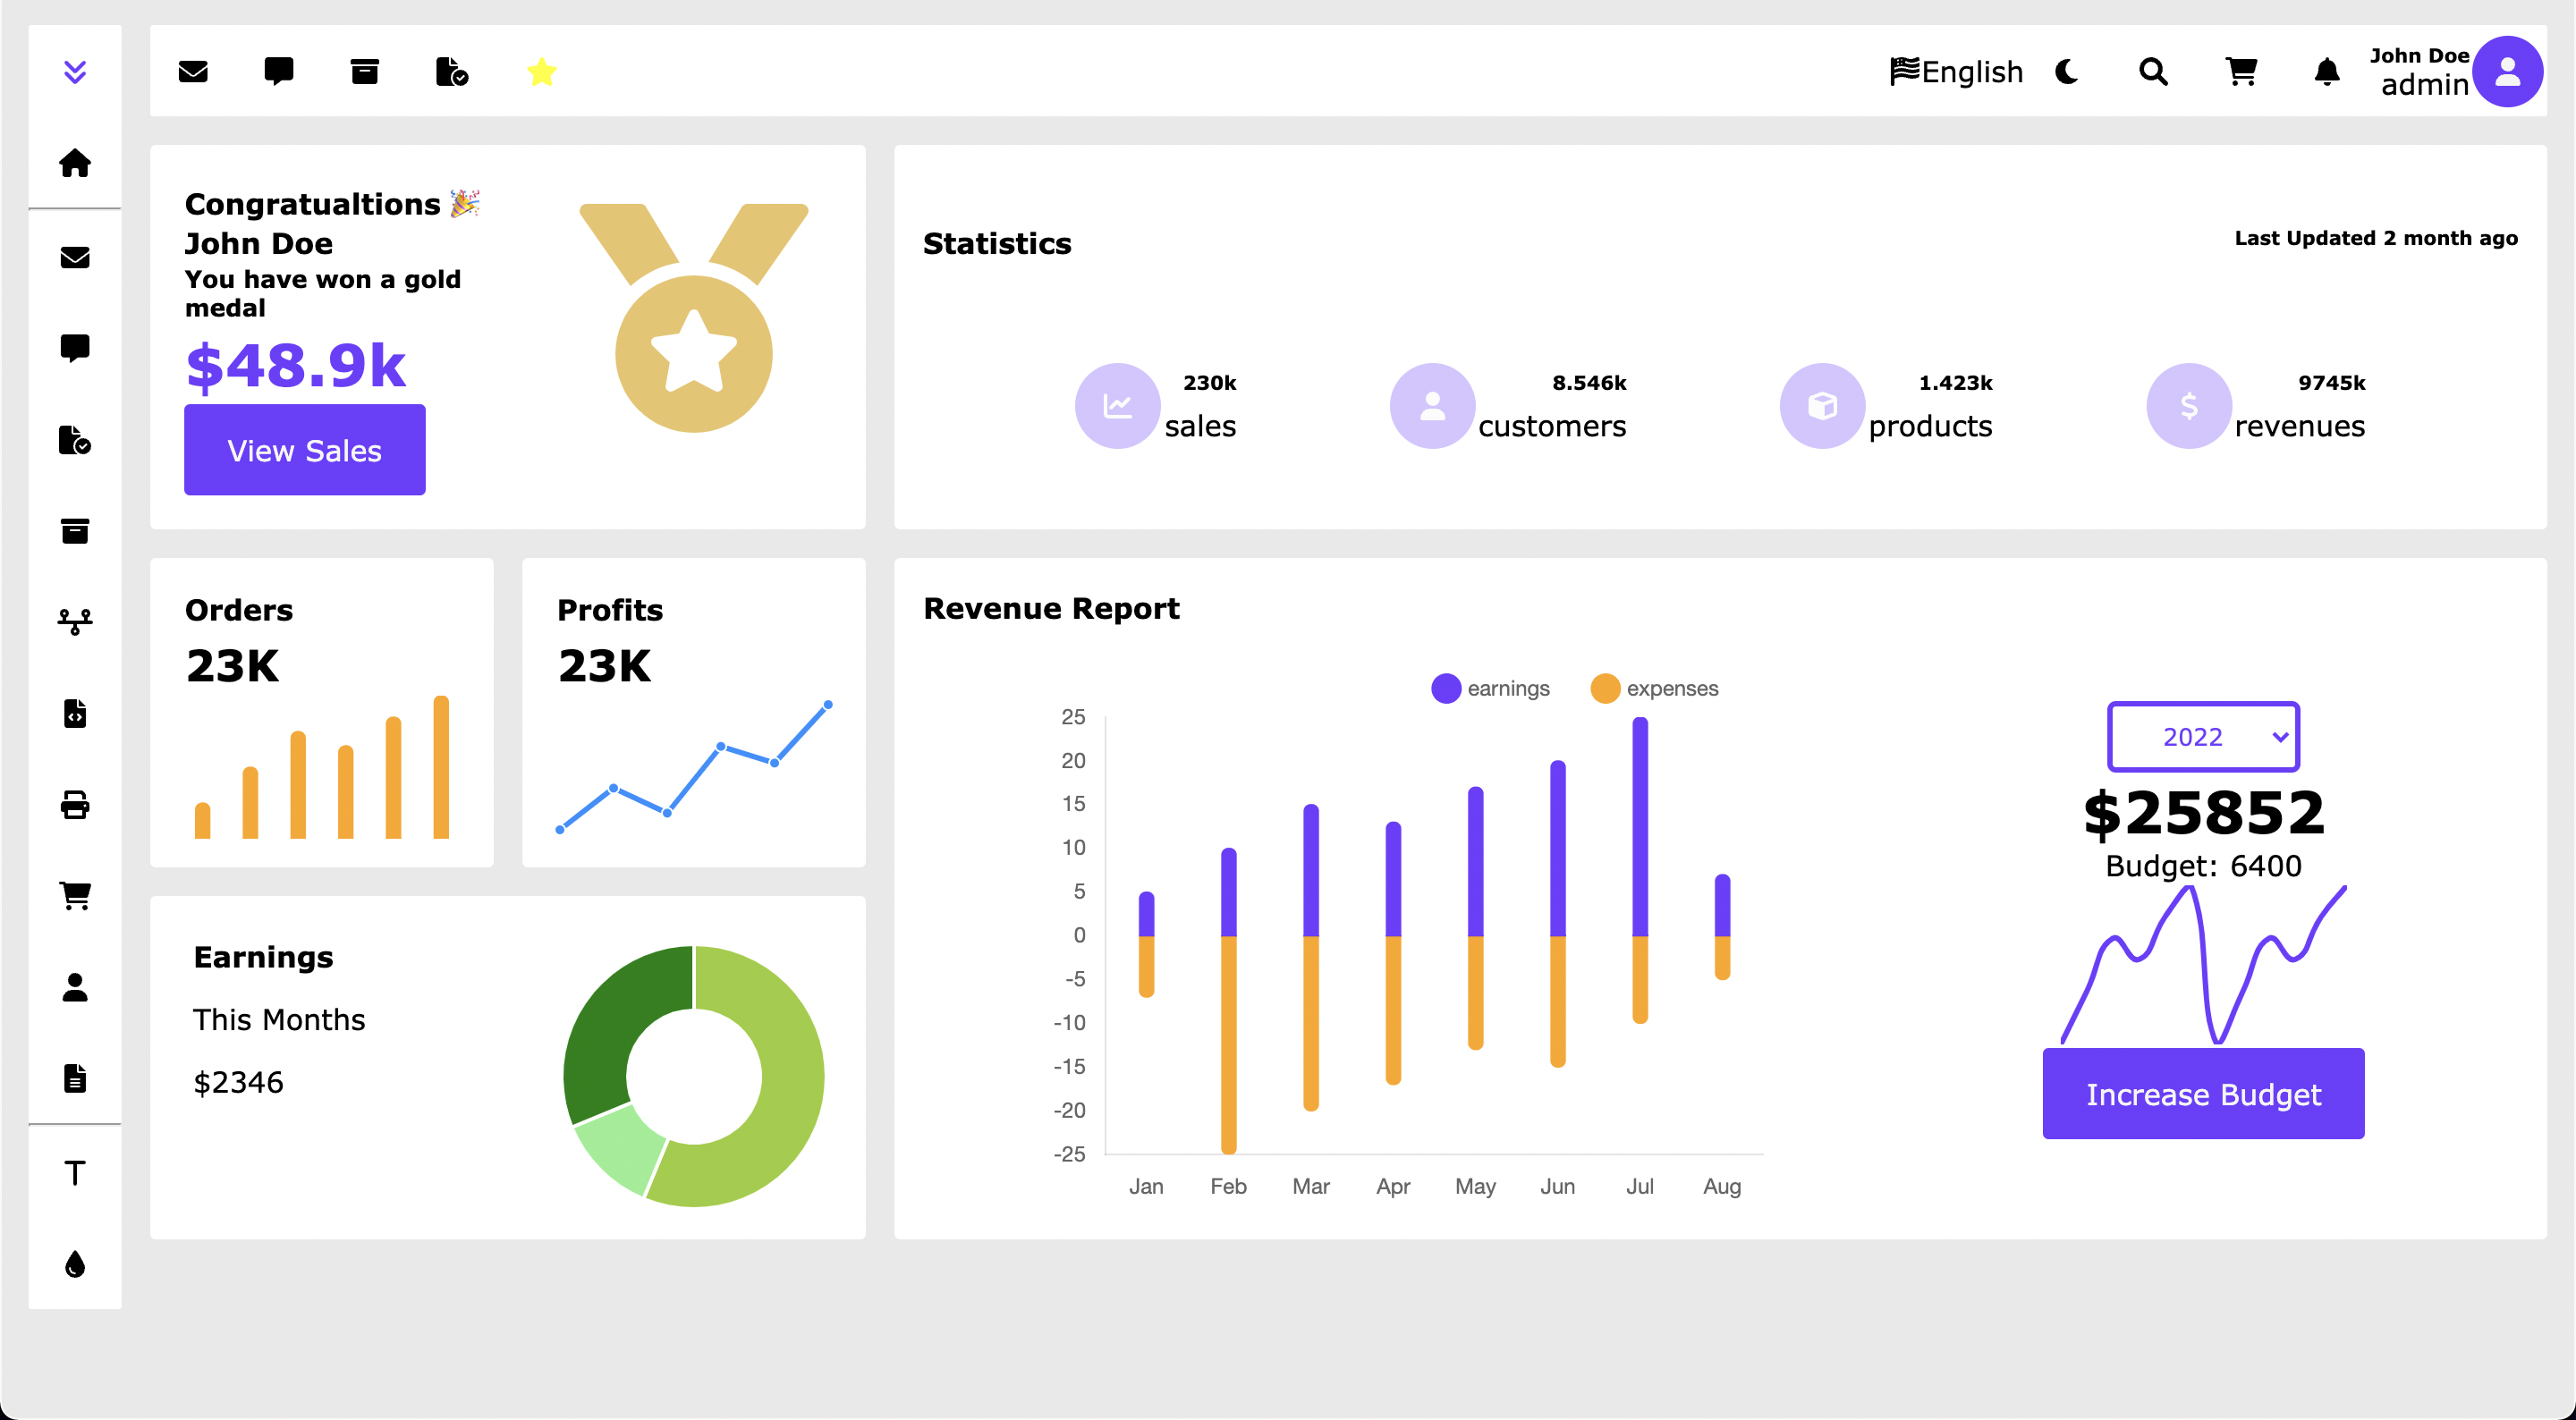 English
John Doe
admin
Congratualtions 🎉
John Doe
You have won a gold
medal
$48.9k
View Sales
Statistics
Last Updated 2 month ago
230k
sales
8.546k
customers
1.423k
products
9745k
revenues
Orders
23K
Profits
23K
Earnings
This Months
$2346
Revenue Report
earnings
expenses
25
20
15
10
5
0
-5
-10
-15
-20
-25
Jan Feb Mar Apr May Jun Jul Aug
2022
$25852
Budget: 6400
Increase Budget
T